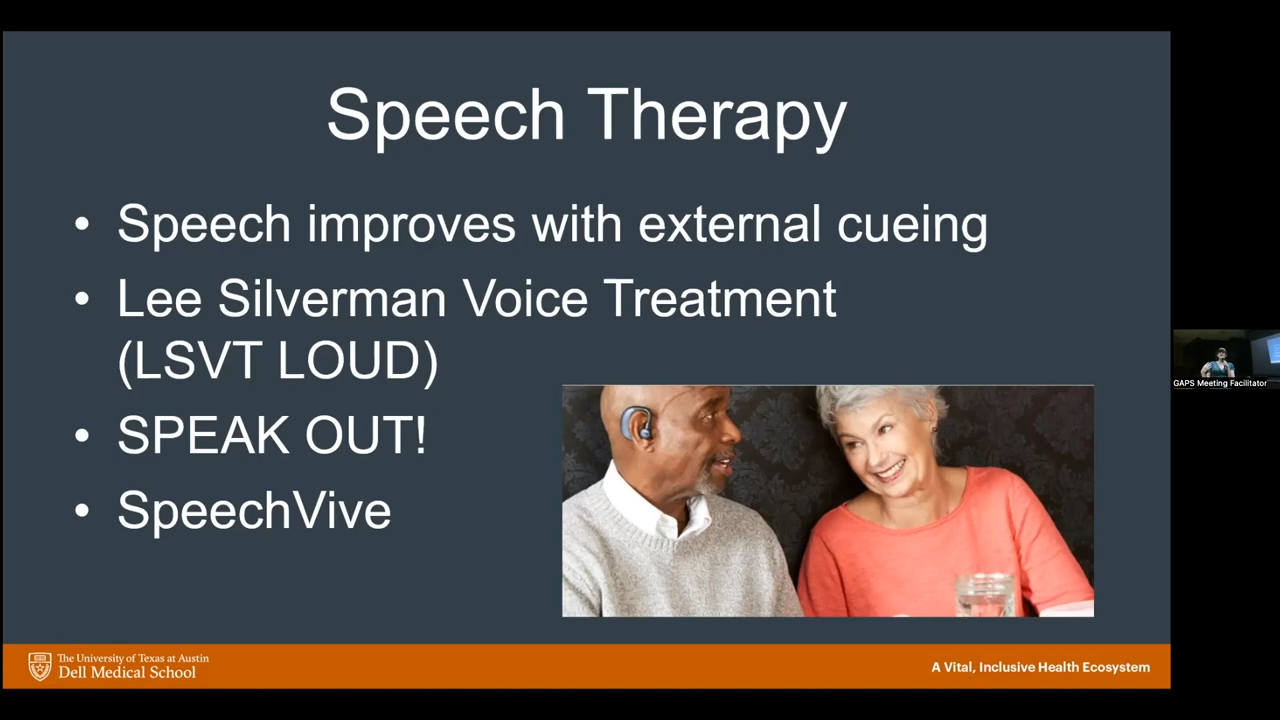 Speech Therapy
• Speech improves with external cueing
• Lee Silverman Voice Treatment
(LSVT LOUD)
• SPEAK OUT!
• SpeechVive
GAPS Meeting Facilitator
The University of Texas at Austin
Dell Medical School
A Vital, Inclusive Health Ecosystem